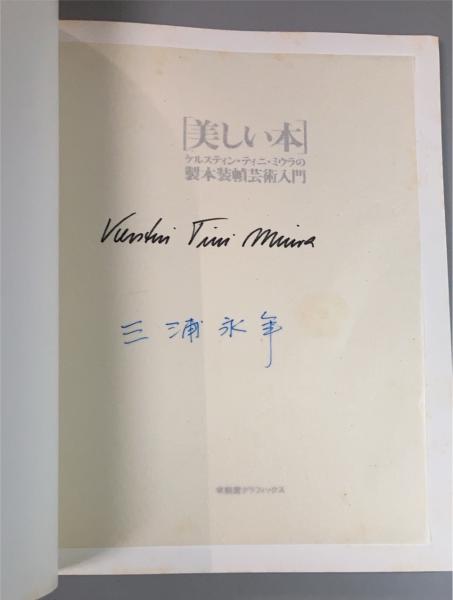 [美しい本]
ケルスティン・ティニ・ミウラの
製本装幀芸術入門
Kerstin Tini Miura
三浦永年
求龍堂グラフィックス